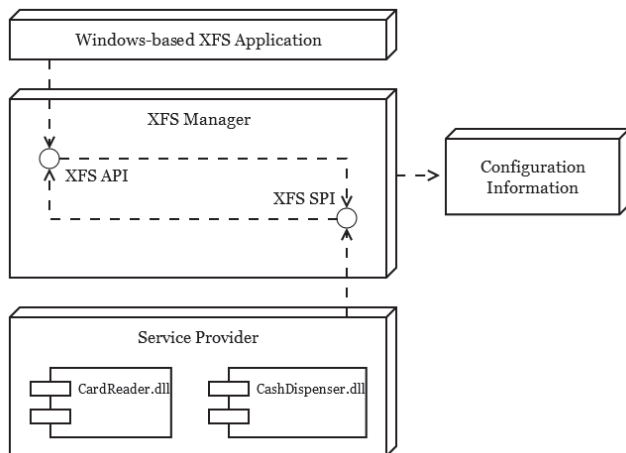 Windows-based XFS Application
XFS Manager
XFS API
XFS SPI
Configuration
Information
Service Provider
CardReader.dll
CashDispenser.dll